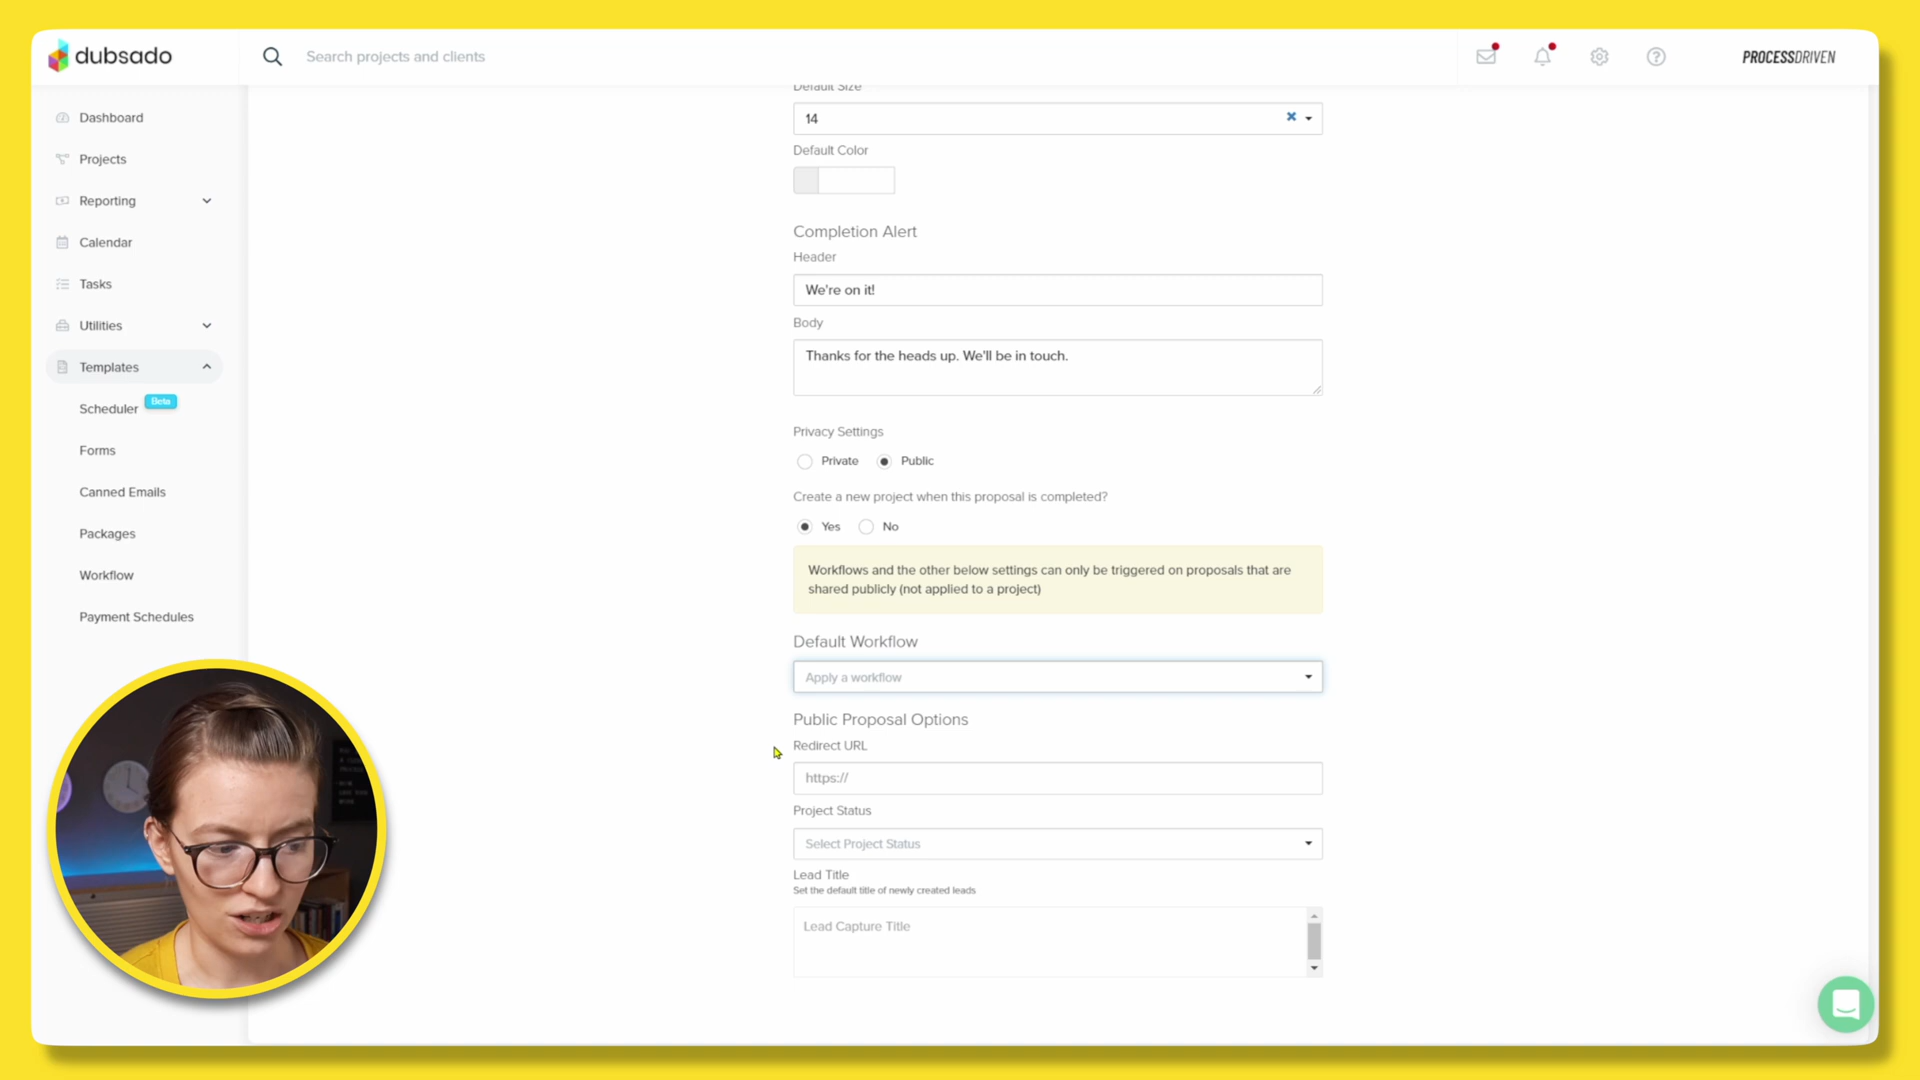 dubsado
Search projects and clients
PROCESSDRIVEN
Dashboard
Projects
Reporting
Calendar
Tasks
Utilities
Templates
Scheduler
Beta
Forms
Canned Emails
Packages
Workflow
Payment Schedules
Default Size
14
Default Color
Completion Alert
Header
We're on it!
Body
Thanks for the heads up. We'll be in touch.
Privacy Settings
Private
Public
Create a new project when this proposal is completed?
Yes
No
Workflows and the other below settings can only be triggered on proposals that are
shared publicly (not applied to a project)
Default Workflow
Apply a workflow
Public Proposal Options
Redirect URL
https://
Project Status
Select Project Status
Lead Title
Set the default title of newly created leads
Lead Capture Title